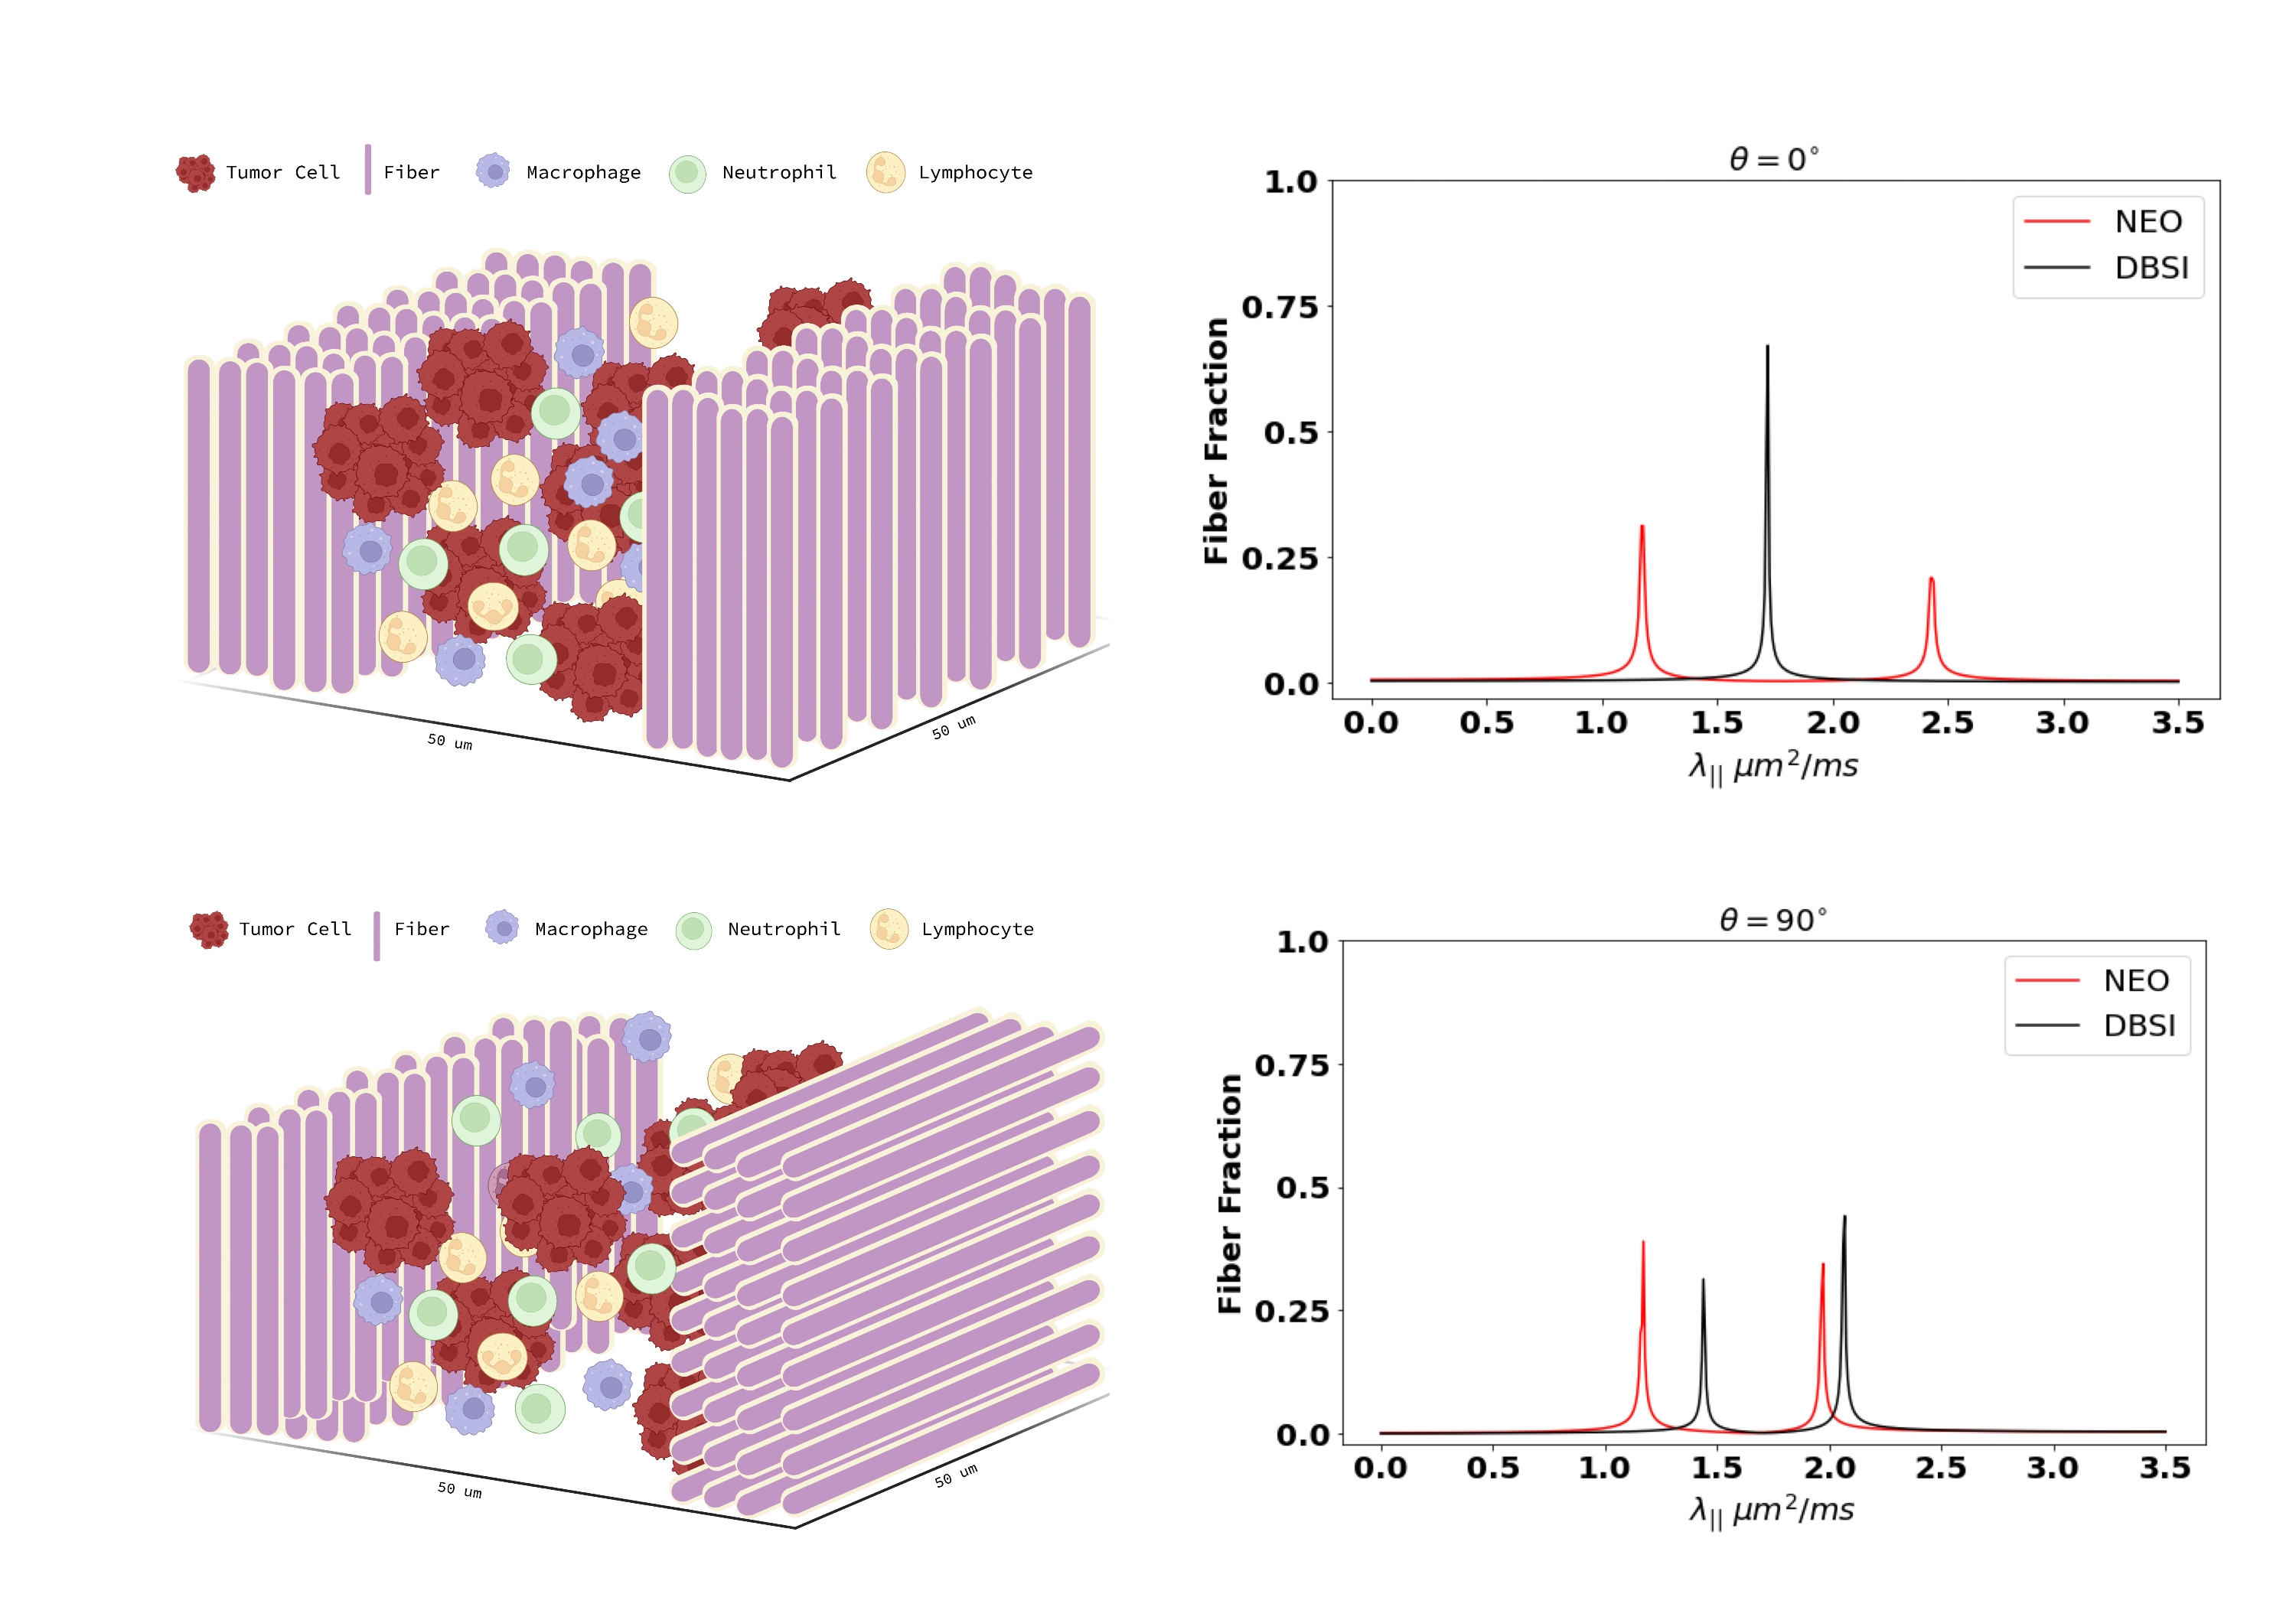 Tumor Cell Fiber Macrophage Neutrophil Lymphocyte
50 um
50 um
θ = 0°
1.0
0.75
0.5
0.25
0.0
Fiber Fraction
NEO
DBSI
0.0 0.5 1.0 1.5 2.0 2.5 3.0 3.5
λ|| μm²/ms
Tumor Cell Fiber Macrophage Neutrophil Lymphocyte
50 um
50 um
θ = 90°
1.0
0.75
0.5
0.25
0.0
Fiber Fraction
NEO
DBSI
0.0 0.5 1.0 1.5 2.0 2.5 3.0 3.5
λ|| μm²/ms